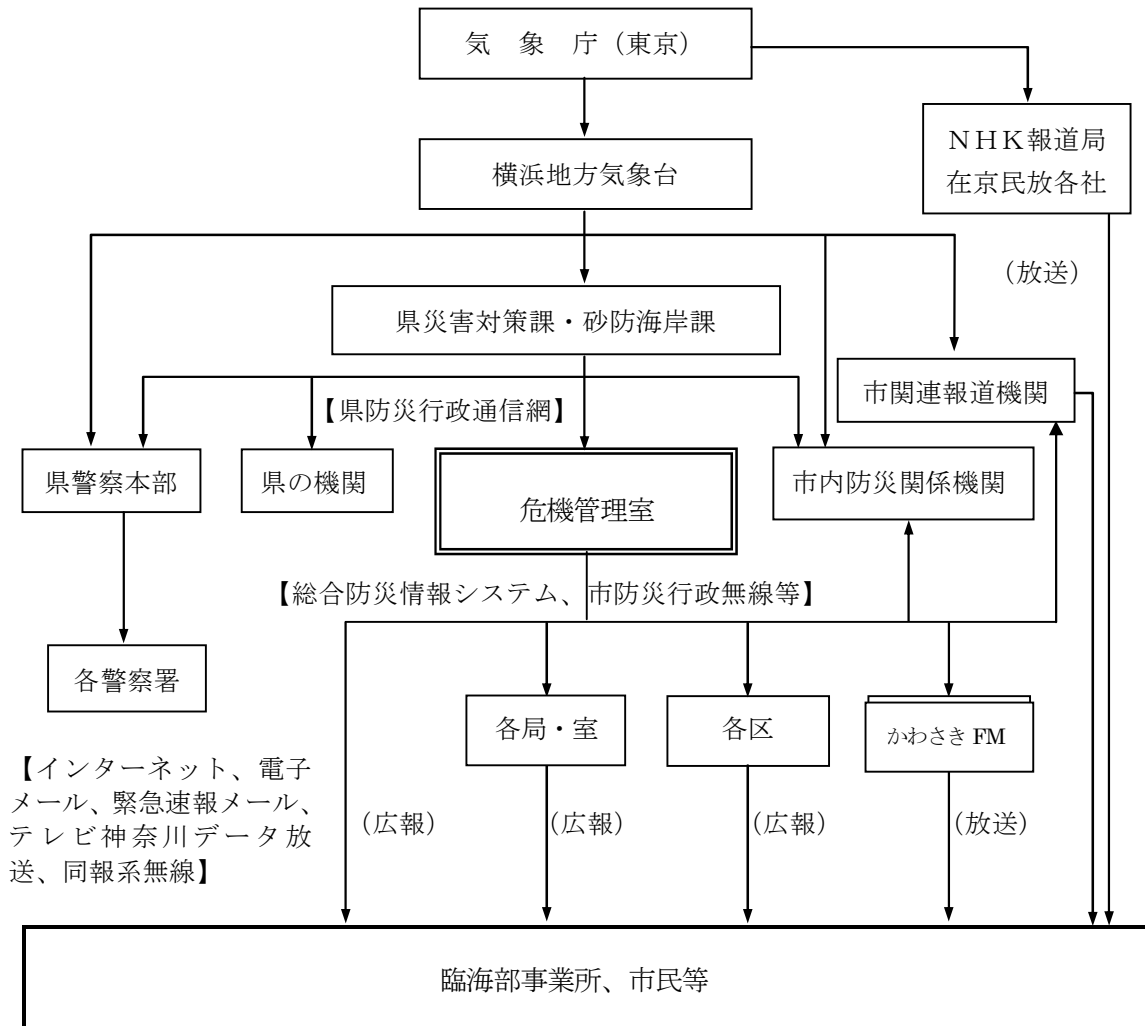 気　象　庁（東京）
ＮＨＫ報道局
在京民放各社
横浜地方気象台
（放送）
県災害対策課・砂防海岸課
市関連報道機関
【県防災行政通信網】
県警察本部
県の機関
危機管理室
市内防災関係機関
【総合防災情報システム、市防災行政無線等】
各警察署
各局・室
各区
かわさき FM
【インターネット、電子
メール、緊急速報メール、
テレビ神奈川データ放
送、同報系無線】
（広報）
（広報）
（広報）
（放送）
臨海部事業所、市民等